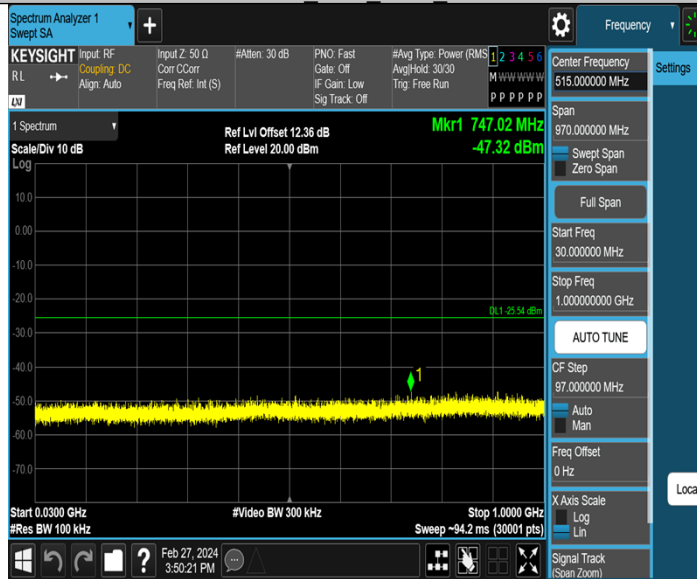 Spectrum Analyzer 1
Swept SA
+
Frequency
KEYSIGHT
RL
LXI
Input: RF
Coupling: DC
Align: Auto
Input Z: 50 Ω
Corr CCorr
Freq Ref: Int (S)
#Atten: 30 dB
PNO: Fast
Gate: Off
IF Gain: Low
Sig Track: Off
#Avg Type: Power (RMS
Avg|Hold: 30/30
Trig: Free Run
1 2 3 4 5 6
M W W W W W
P P P P P P
Center Frequency
515.000000 MHz
Settings
Span
970.000000 MHz
Swept Span
Zero Span
Full Span
Start Freq
30.000000 MHz
Stop Freq
1.000000000 GHz
AUTO TUNE
CF Step
97.000000 MHz
Auto
Man
Freq Offset
0 Hz
X Axis Scale
Log
Lin
Loca
Signal Track
(Span Zoom)
1 Spectrum
Scale/Div 10 dB
Ref Lvl Offset 12.36 dB
Ref Level 20.00 dBm
Mkr1 747.02 MHz
-47.32 dBm
Log
10.0
0.00
-10.0
-20.0
DL1 -25.54 dBm
-30.0
-40.0
1
-50.0
-60.0
-70.0
Start 0.0300 GHz
#Video BW 300 kHz
Stop 1.0000 GHz
#Res BW 100 kHz
Sweep ~94.2 ms (30001 pts)
?
Feb 27, 2024
3:50:21 PM